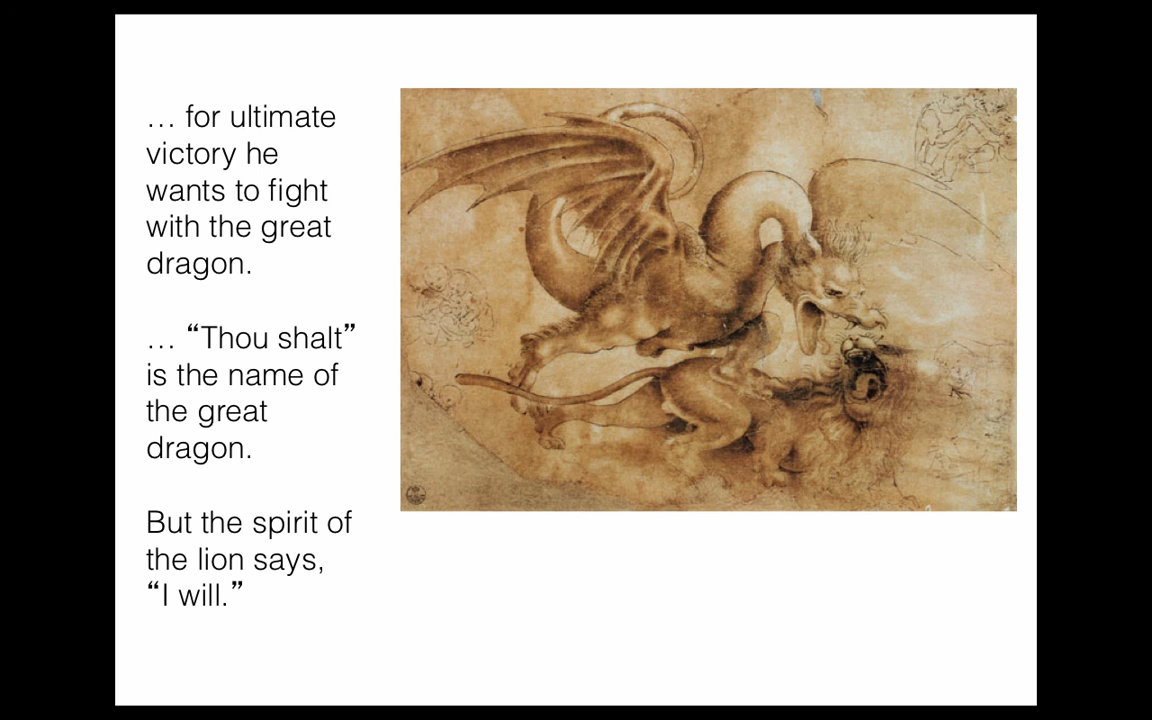 … for ultimate
victory he
wants to fight
with the great
dragon.
… “Thou shalt”
is the name of
the great
dragon.
But the spirit of
the lion says,
“I will.”